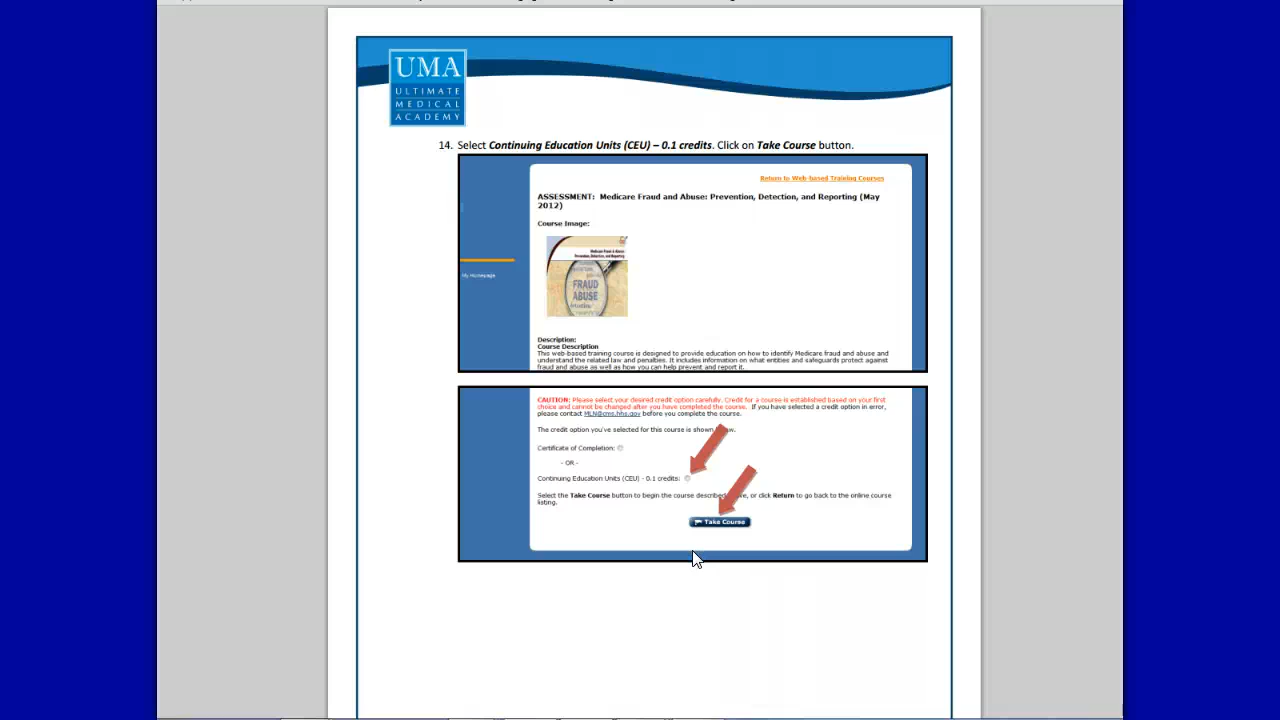 UMA
ULTIMATE
MEDICAL
ACADEMY
14. Select Continuing Education Units (CEU) – 0.1 credits. Click on Take Course button.
Return to Web-based Training Courses
ASSESSMENT: Medicare Fraud and Abuse: Prevention, Detection, and Reporting (May
2012)
Course Image:
Medicare Fraud & Abuse:
Prevention, Detection, and Reporting
FRAUD
ABUSE
My Homepage
Description:
Course Description
This web-based training course is designed to provide education on how to identify Medicare fraud and abuse and
understand the related law and penalties. It includes information on what entities and safeguards protect against
fraud and abuse as well as how you can help prevent and report it.
CAUTION: Please select your desired credit option carefully. Credit for a course is established based on your first
choice and cannot be changed after you have completed the course. If you have selected a credit option in error,
please contact MLN@cms.hhs.gov before you complete the course.
The credit option you've selected for this course is shown
Certificate of Completion:
- OR -
Continuing Education Units (CEU) - 0.1 credits:
Select the Take Course button to begin the course described or click Return to go back to the online course
listing.
Take Course